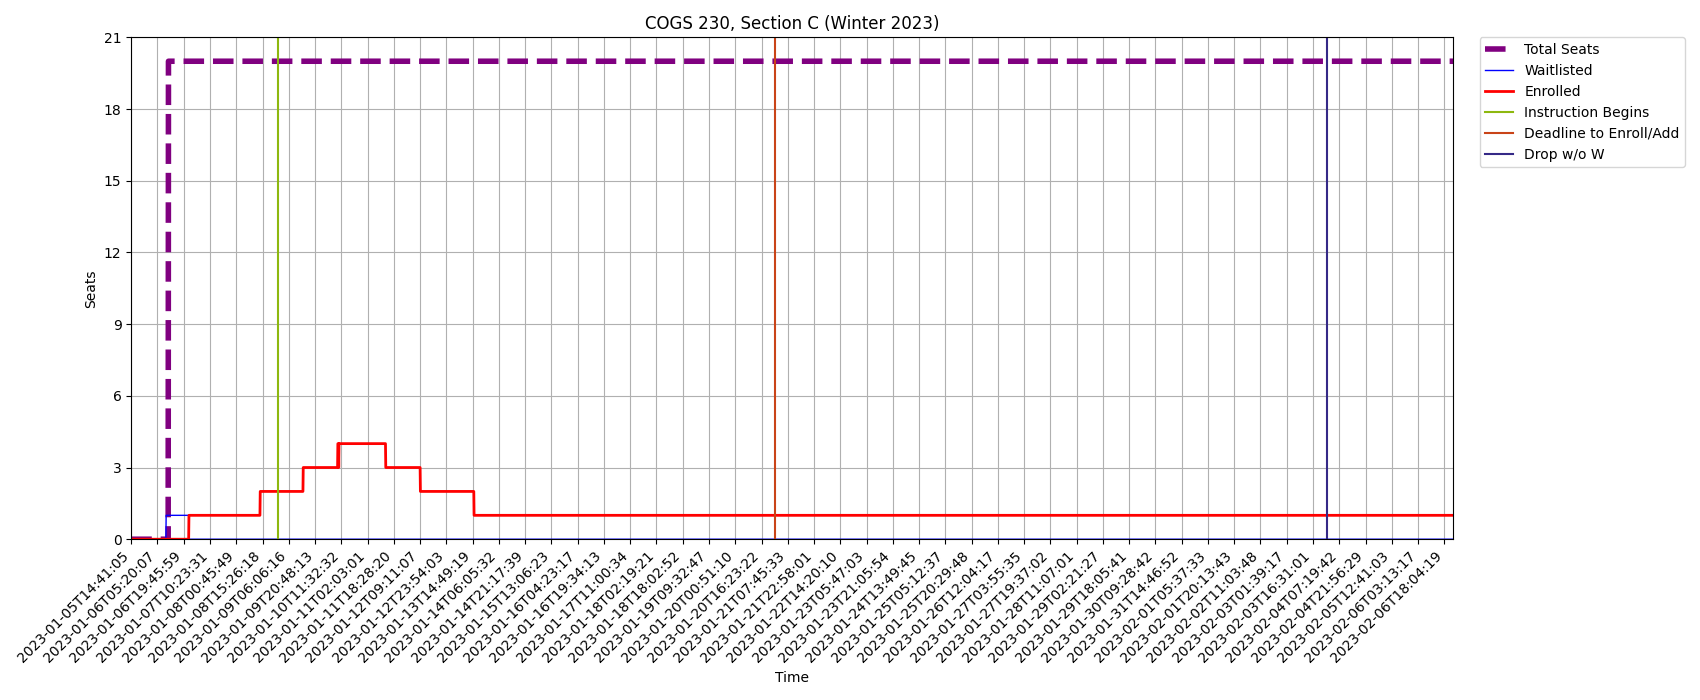 COGS 230, Section C (Winter 2023)
21
18
15
12
9
6
3
0
Seats
Total Seats
Waitlisted
Enrolled
Instruction Begins
Deadline to Enroll/Add
Drop w/o W
2023-01-05T14:41:05
2023-01-06T05:20:07
2023-01-06T19:45:59
2023-01-07T10:23:31
2023-01-08T00:45:49
2023-01-08T15:26:18
2023-01-09T06:06:16
2023-01-09T20:48:13
2023-01-10T11:32:32
2023-01-11T02:03:01
2023-01-11T18:28:20
2023-01-12T09:11:07
2023-01-12T23:54:03
2023-01-13T14:49:19
2023-01-14T06:05:32
2023-01-14T21:17:39
2023-01-15T13:06:23
2023-01-16T04:23:17
2023-01-16T19:34:13
2023-01-17T11:00:34
2023-01-18T02:19:21
2023-01-18T18:02:52
2023-01-19T09:32:47
2023-01-20T00:51:10
2023-01-20T16:23:22
2023-01-21T07:45:33
2023-01-21T22:58:01
2023-01-22T14:20:10
2023-01-23T05:47:03
2023-01-23T21:05:54
2023-01-24T13:49:45
2023-01-25T05:12:37
2023-01-25T20:29:48
2023-01-26T12:04:17
2023-01-27T03:55:35
2023-01-27T19:37:02
2023-01-28T11:07:01
2023-01-29T02:21:27
2023-01-29T18:05:41
2023-01-30T09:28:42
2023-01-31T14:46:52
2023-02-01T05:37:33
2023-02-01T20:13:43
2023-02-02T11:03:48
2023-02-03T01:39:17
2023-02-03T16:31:01
2023-02-04T07:19:42
2023-02-04T21:56:29
2023-02-05T12:41:03
2023-02-06T03:13:17
2023-02-06T18:04:19
Time